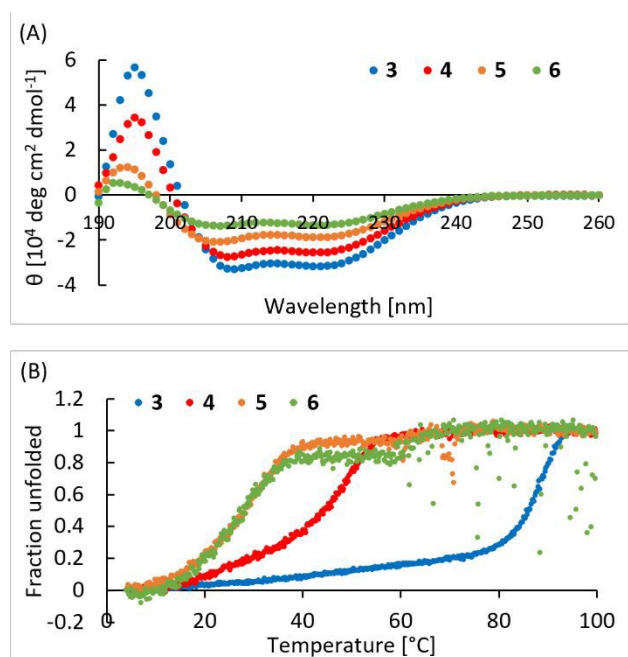 (A)
3 4 5 6
6
4
2
0
-2
-4
190 200 210 220 230 240 250 260
θ [10⁴ deg cm² dmol⁻¹]
Wavelength [nm]
(B)
3 4 5 6
1.2
1
0.8
0.6
0.4
0.2
0
-0.2
0 20 40 60 80 100
Fraction unfolded
Temperature [°C]